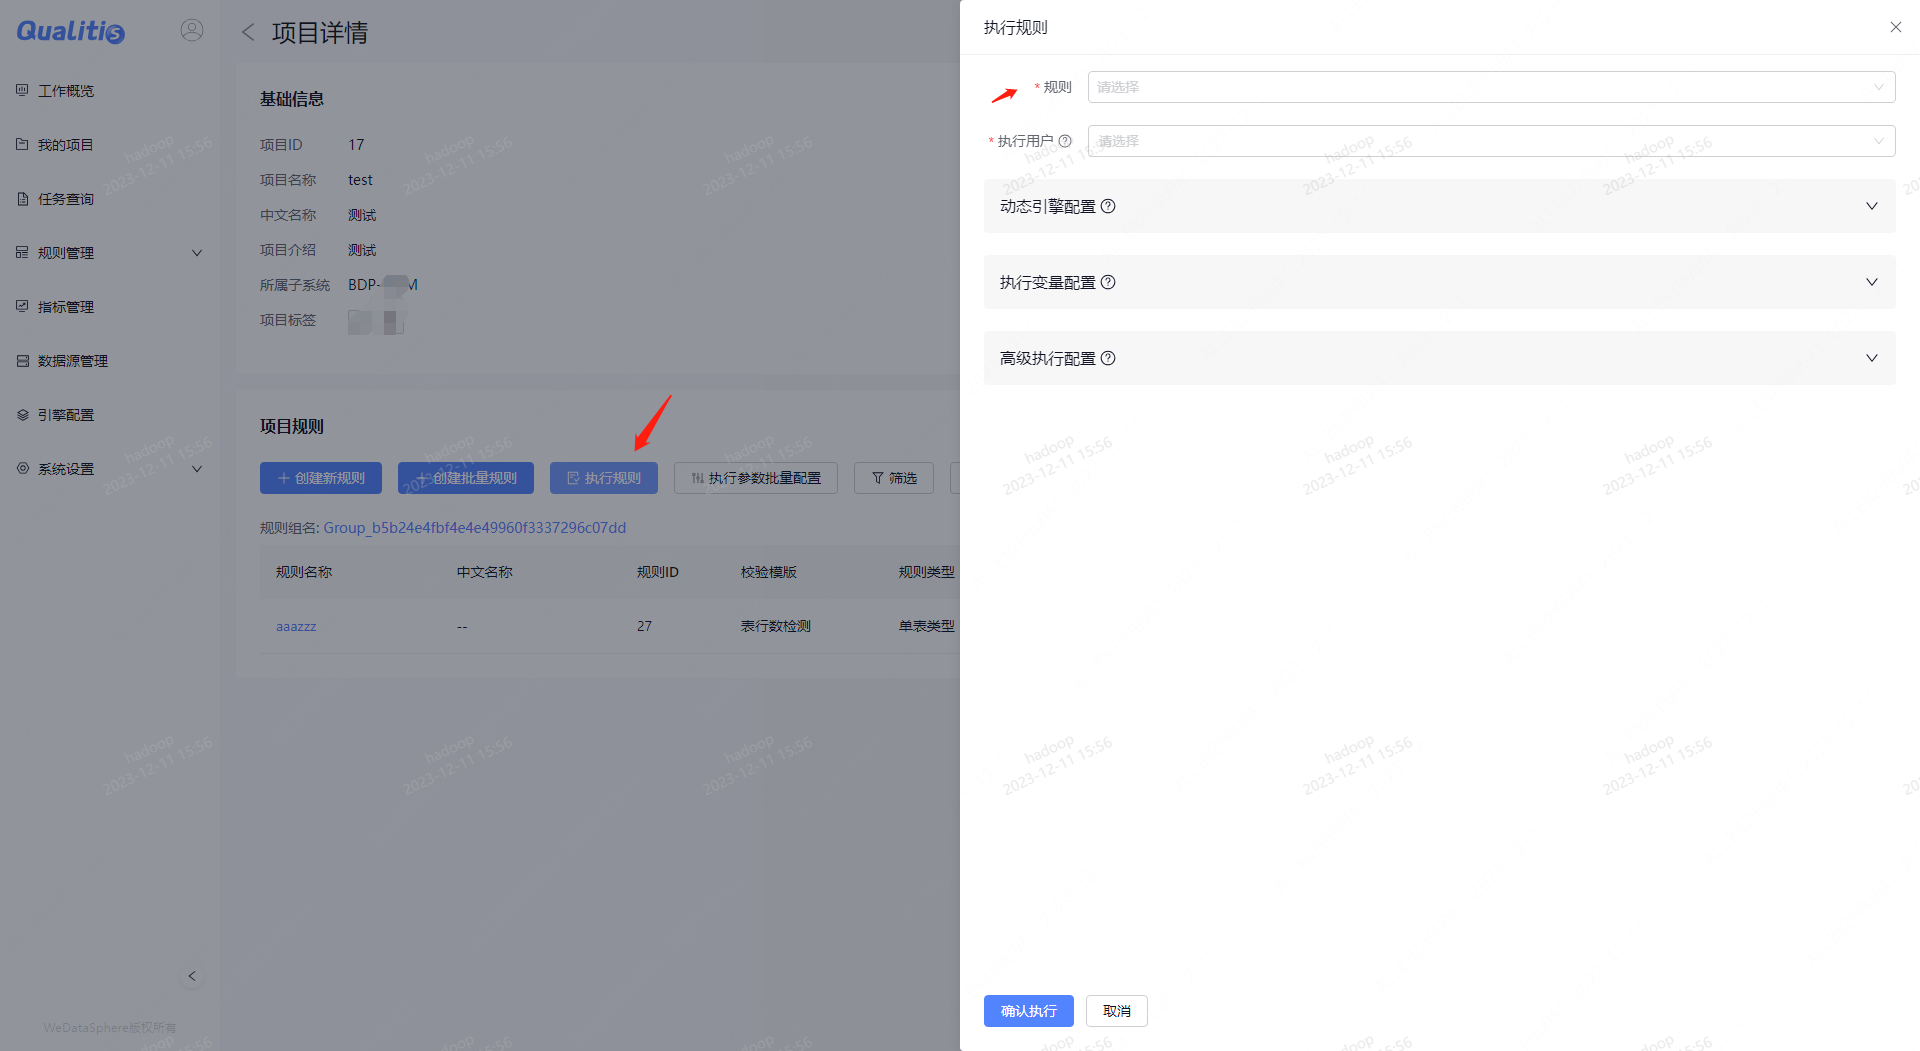 Qualitis
工作概览
我的项目
任务查询
规则管理
指标管理
数据源管理
引擎配置
系统设置
WeDataSphere版权所有
项目详情
基础信息
项目ID 17
项目名称 test
中文名称 测试
项目介绍 测试
所属子系统 BDP-
项目标签
项目规则
创建新规则 创建批量规则 执行规则 执行参数批量配置 筛选
规则组名: Group_b5b24e4fbf4e4e49960f3337296c07dd
规则名称 中文名称 规则ID 校验模版 规则类型
aaazzz -- 27 表行数检测 单表类型
执行规则
* 规则 请选择
* 执行用户 请选择
动态引擎配置
执行变量配置
高级执行配置
确认执行 取消
hadoop
2023-12-11 15:56